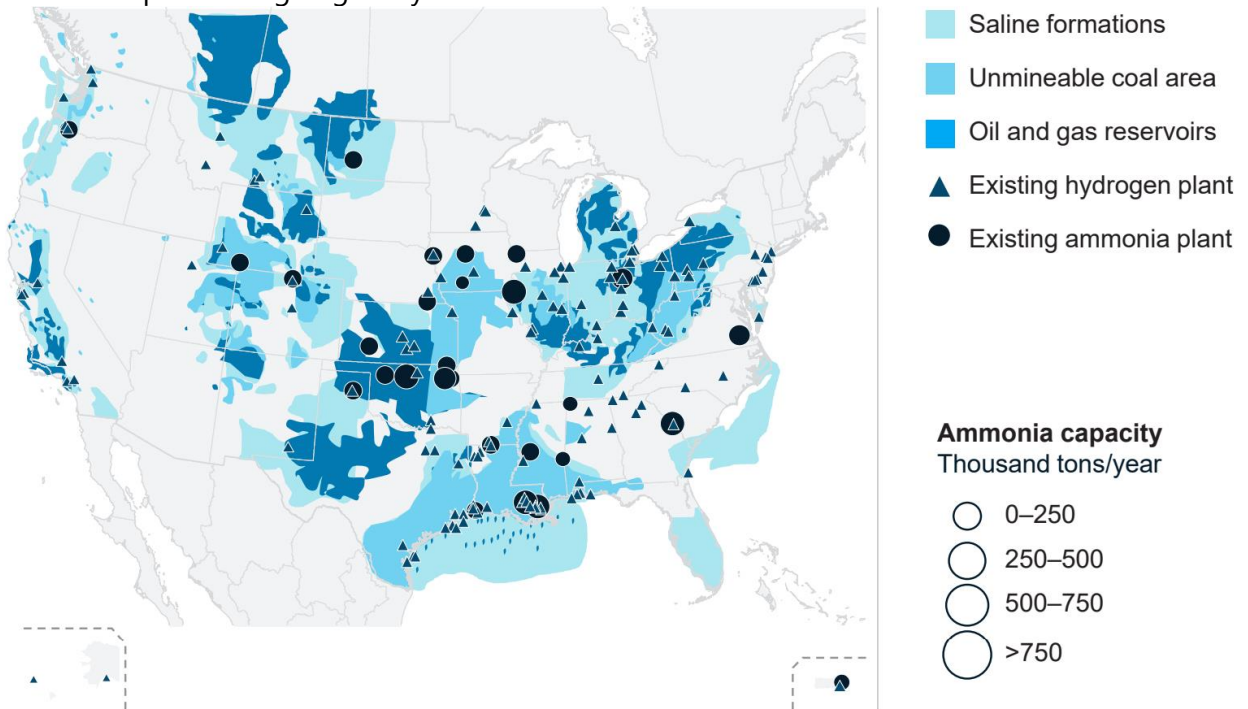 Saline formations
Unmineable coal area
Oil and gas reservoirs
Existing hydrogen plant
Existing ammonia plant
Ammonia capacity
Thousand tons/year
0–250
250–500
500–750
>750